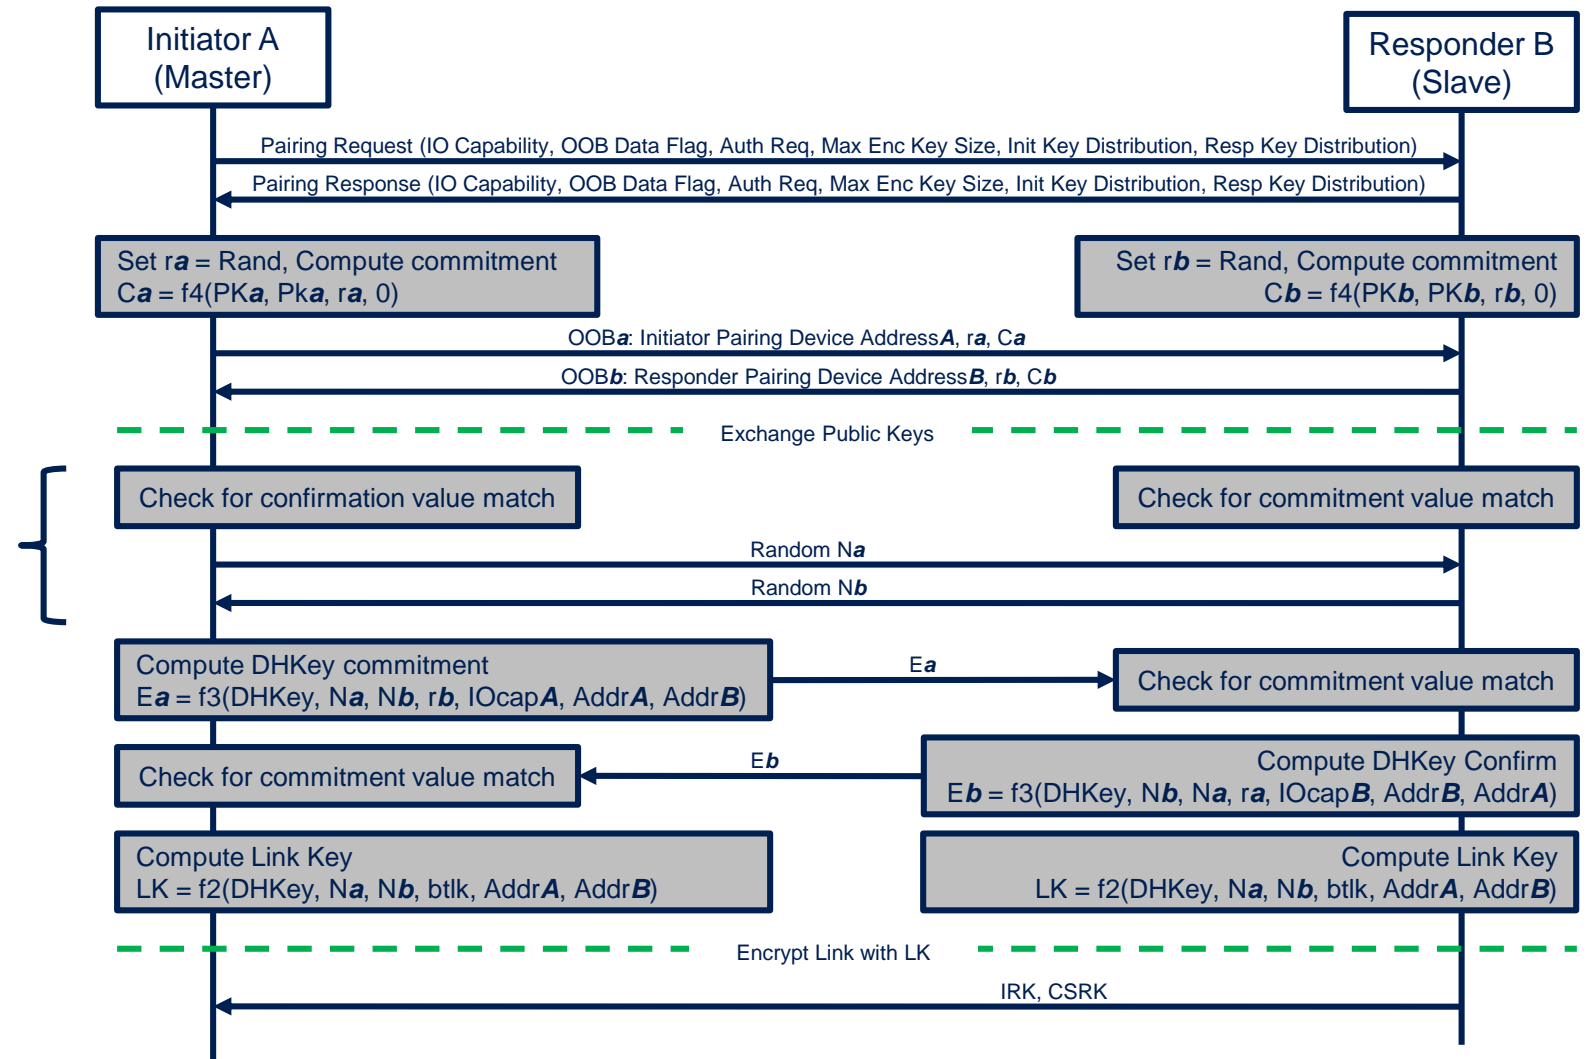 Initiator A
(Master)
Responder B
(Slave)
Pairing Request (IO Capability, OOB Data Flag, Auth Req, Max Enc Key Size, Init Key Distribution, Resp Key Distribution)
Pairing Response (IO Capability, OOB Data Flag, Auth Req, Max Enc Key Size, Init Key Distribution, Resp Key Distribution)
Set ra = Rand, Compute commitment
Ca = f4(PKa, Pka, ra, 0)
Set rb = Rand, Compute commitment
Cb = f4(PKb, PKb, rb, 0)
OOBa: Initiator Pairing Device AddressA, ra, Ca
OOBb: Responder Pairing Device AddressB, rb, Cb
Exchange Public Keys
Check for confirmation value match
Check for commitment value match
Random Na
Random Nb
Compute DHKey commitment
Ea = f3(DHKey, Na, Nb, rb, IOcapA, AddrA, AddrB)
Ea
Check for commitment value match
Check for commitment value match
Eb
Compute DHKey Confirm
Eb = f3(DHKey, Nb, Na, ra, IOcapB, AddrB, AddrA)
Compute Link Key
LK = f2(DHKey, Na, Nb, btlk, AddrA, AddrB)
Compute Link Key
LK = f2(DHKey, Na, Nb, btlk, AddrA, AddrB)
Encrypt Link with LK
IRK, CSRK